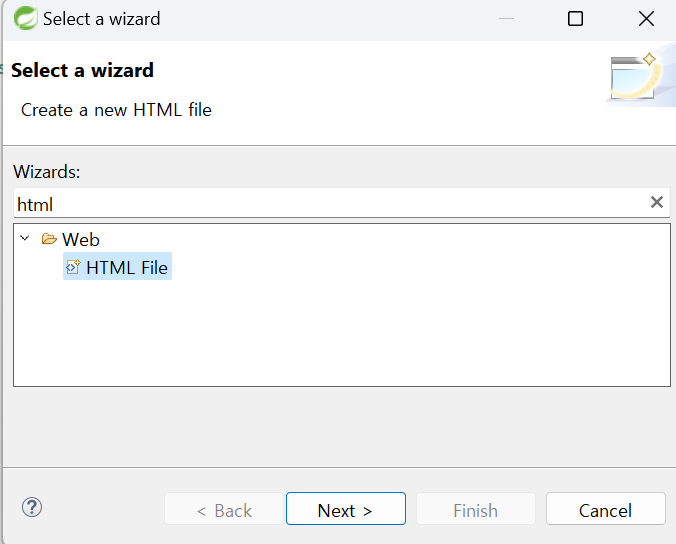 Select a wizard
Select a wizard
Create a new HTML file
Wizards:
html
Web
HTML File
< Back
Next >
Finish
Cancel